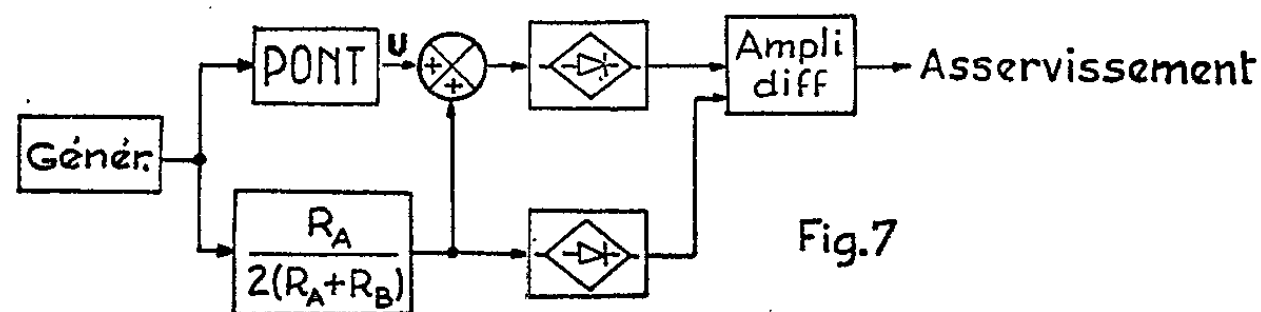 PONT
U
+
+
Ampli
diff
Asservissement
Génér.
R_A
2(R_A+R_B)
Fig.7